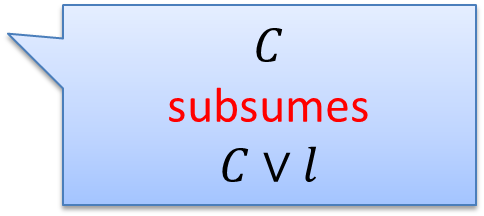 𝐶
subsumes
𝐶 ∨ 𝑙